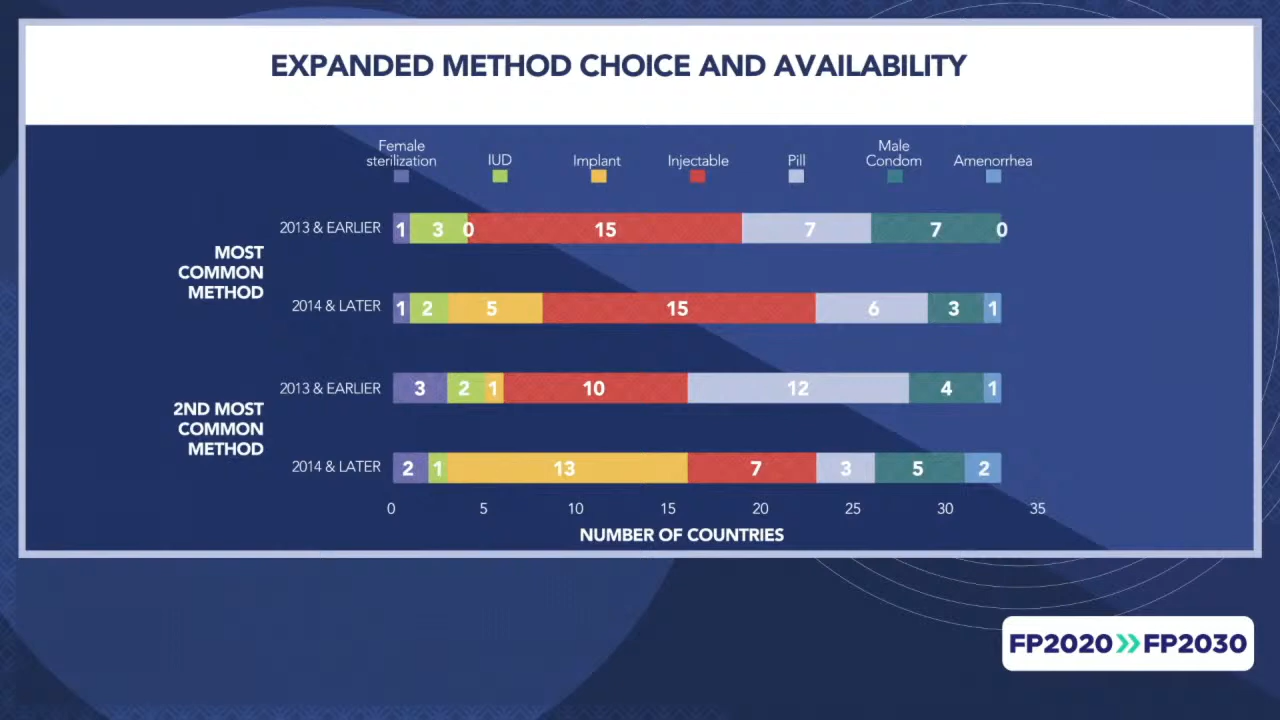 EXPANDED METHOD CHOICE AND AVAILABILITY
Female
sterilization
IUD
Implant
Injectable
Pill
Male
Condom
Amenorrhea
MOST
COMMON
METHOD
2013 & EARLIER
1 3 0 15 7 7 0
2014 & LATER
1 2 5 15 6 3 1
2ND MOST
COMMON
METHOD
2013 & EARLIER
3 2 1 10 12 4 1
2014 & LATER
2 1 13 7 3 5 2
0 5 10 15 20 25 30 35
NUMBER OF COUNTRIES
FP2020 FP2030